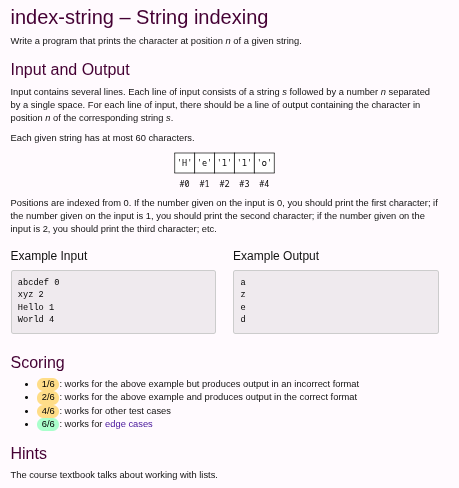 index-string – String indexing
Write a program that prints the character at position n of a given string.
Input and Output
Input contains several lines. Each line of input consists of a string s followed by a number n separated
by a single space. For each line of input, there should be a line of output containing the character in
position n of the corresponding string s.
Each given string has at most 60 characters.
'H' 'e' 'l' 'l' 'o'
#0 #1 #2 #3 #4
Positions are indexed from 0. If the number given on the input is 0, you should print the first character; if
the number given on the input is 1, you should print the second character; if the number given on the
input is 2, you should print the third character; etc.
Example Input
abcdef 0
xyz 2
Hello 1
World 4
Example Output
a
z
e
d
Scoring
• 1/6 : works for the above example but produces output in an incorrect format
• 2/6 : works for the above example and produces output in the correct format
• 4/6 : works for other test cases
• 6/6 : works for edge cases
Hints
The course textbook talks about working with lists.